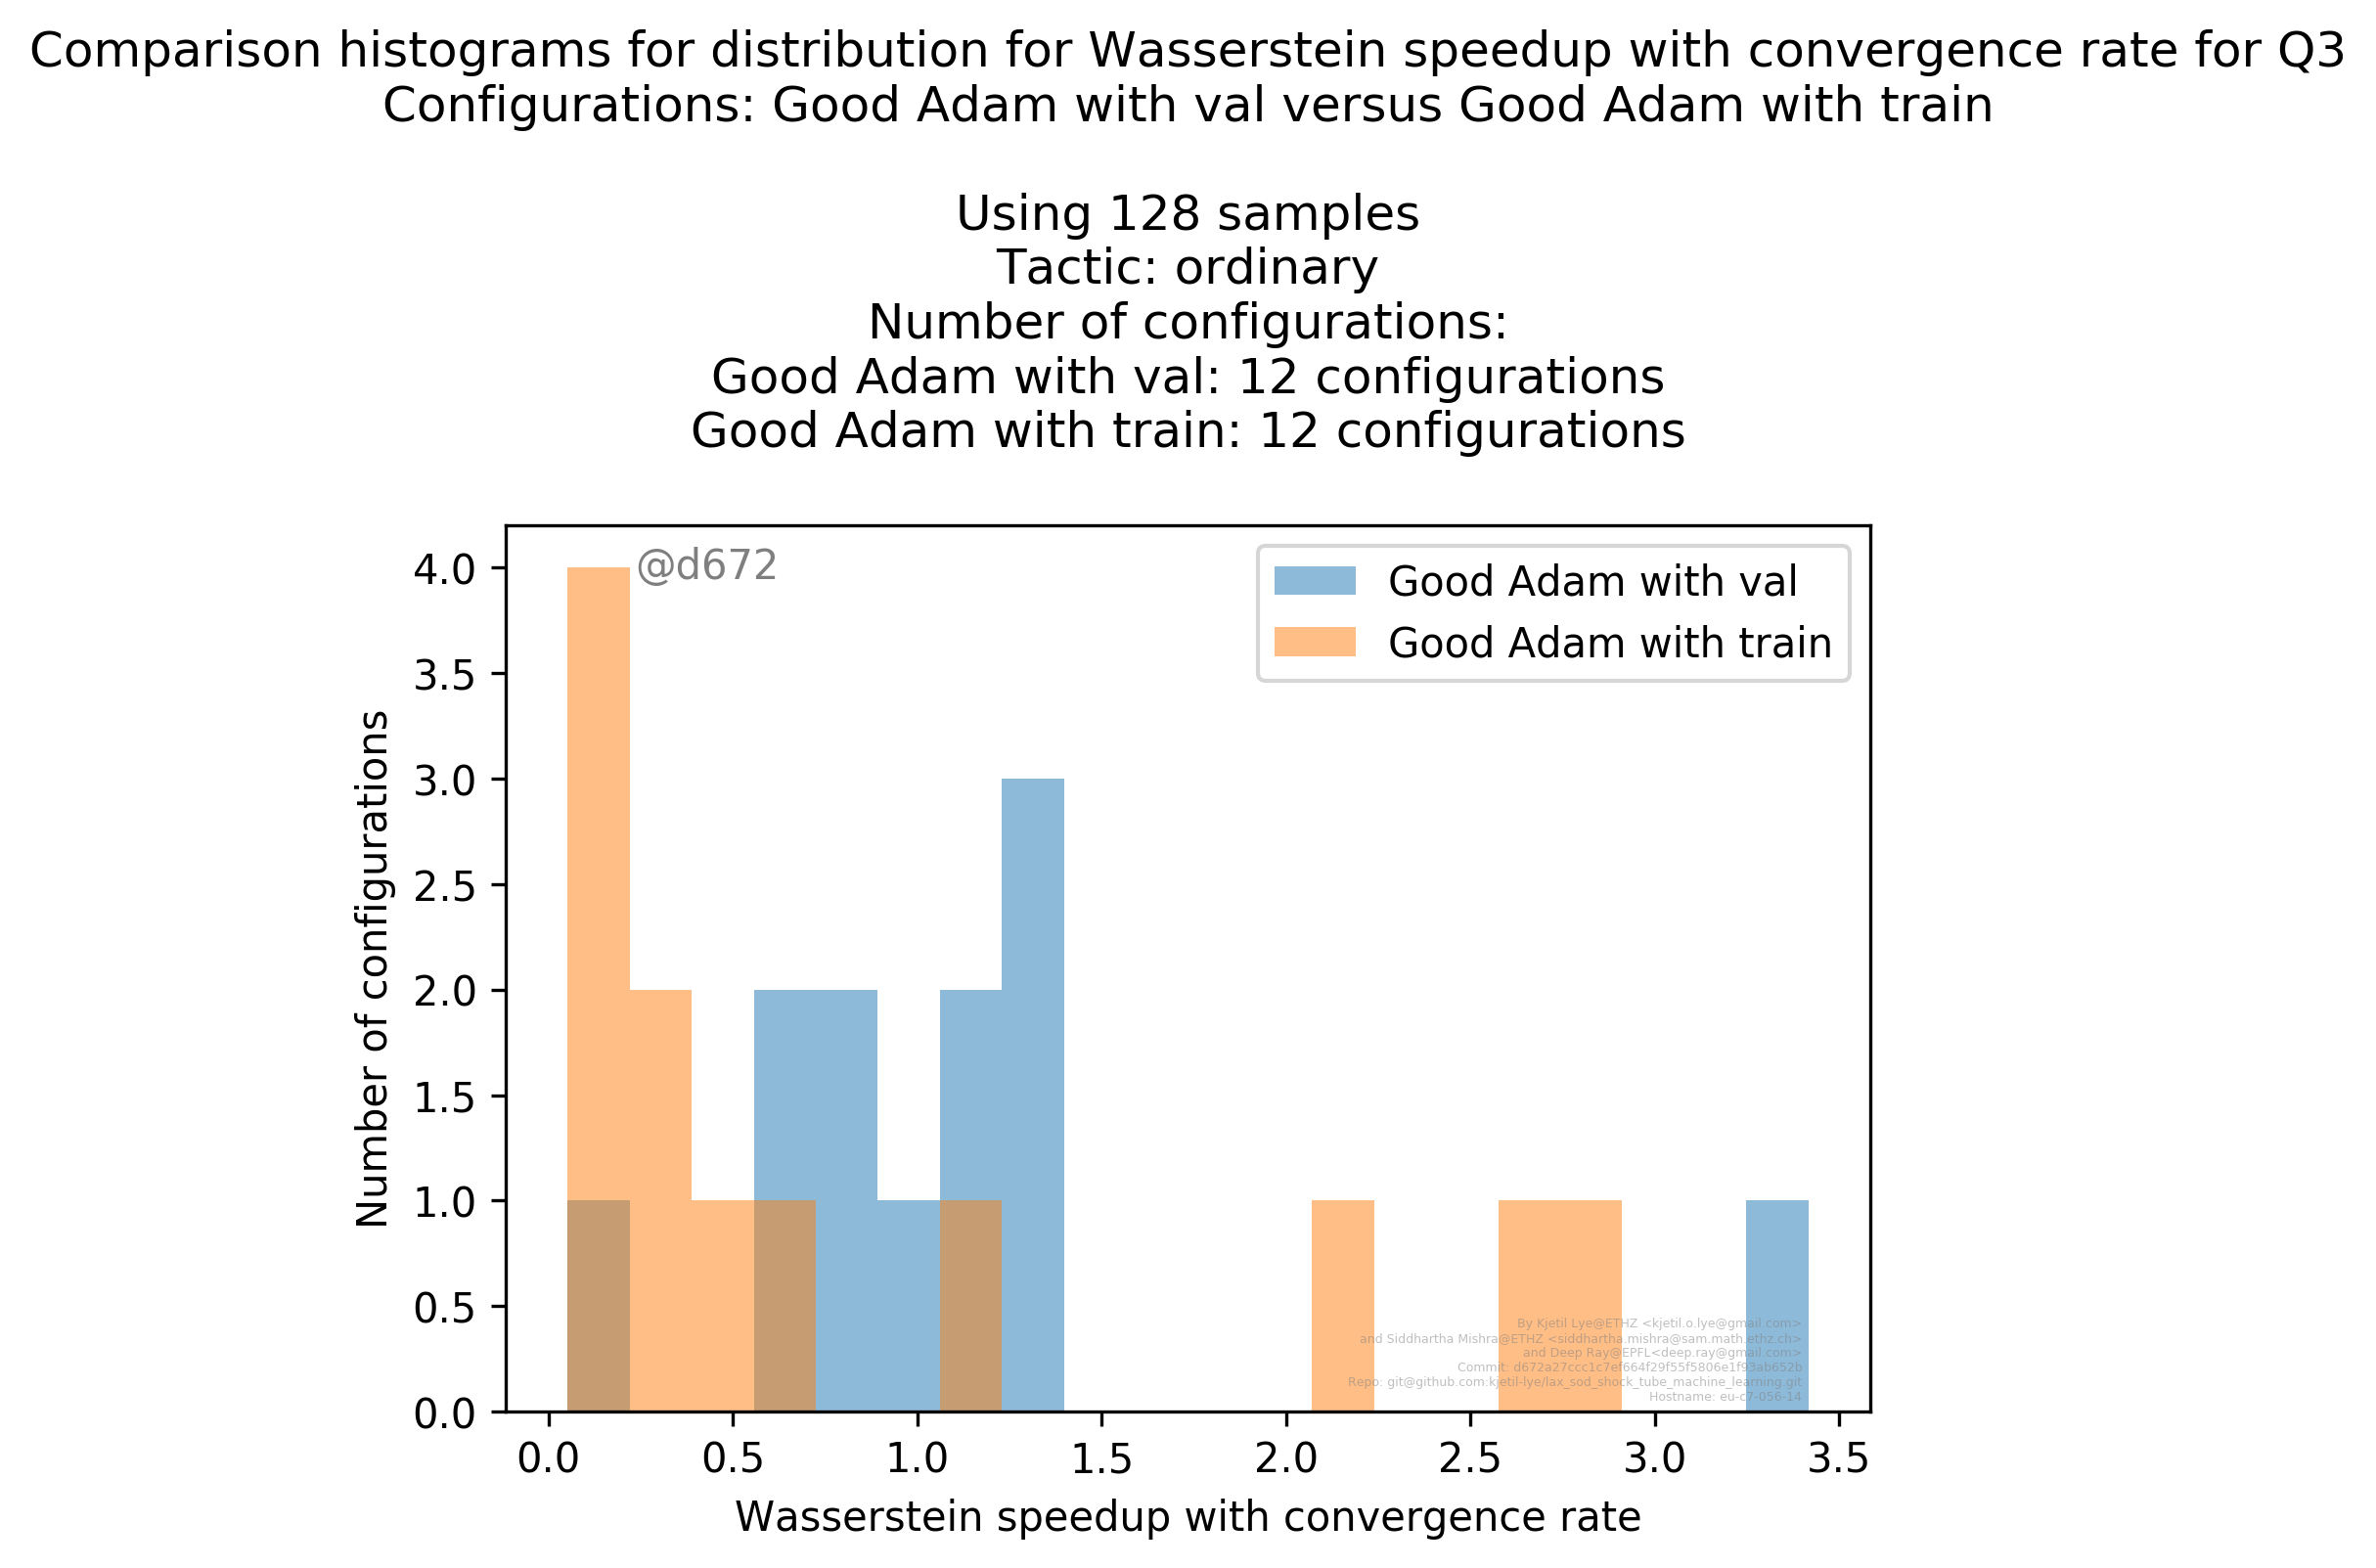 Comparison histograms for distribution for Wasserstein speedup with convergence rate for Q3
Configurations: Good Adam with val versus Good Adam with train
Using 128 samples
Tactic: ordinary
Number of configurations:
Good Adam with val: 12 configurations
Good Adam with train: 12 configurations
@d672
Good Adam with val
Good Adam with train
4.0
3.5
3.0
2.5
2.0
1.5
1.0
0.5
0.0
Number of configurations
By Kjetil Lye@ETHZ <kjetil.o.lye@gmail.com>
and Siddhartha Mishra@ETHZ <siddhartha.mishra@sam.math.ethz.ch>
and Deep Ray@EPFL<deep.ray@gmail.com>
Commit: d672a27ccc1c7ef664f29f55f5806e1f93ab652b
Repo: git@github.com:kjetil-lye/lax_sod_shock_tube_machine_learning.git
Hostname: eu-c7-056-14
0.0 0.5 1.0 1.5 2.0 2.5 3.0 3.5
Wasserstein speedup with convergence rate